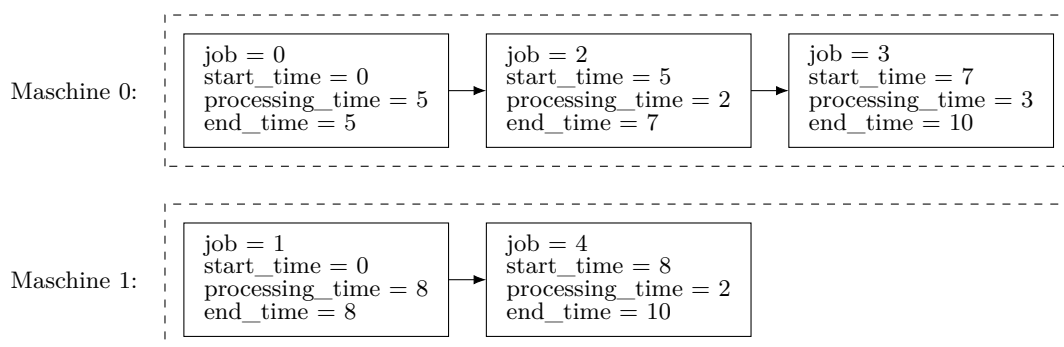 Maschine 0:
job = 0
start_time = 0
processing_time = 5
end_time = 5
job = 2
start_time = 5
processing_time = 2
end_time = 7
job = 3
start_time = 7
processing_time = 3
end_time = 10
Maschine 1:
job = 1
start_time = 0
processing_time = 8
end_time = 8
job = 4
start_time = 8
processing_time = 2
end_time = 10